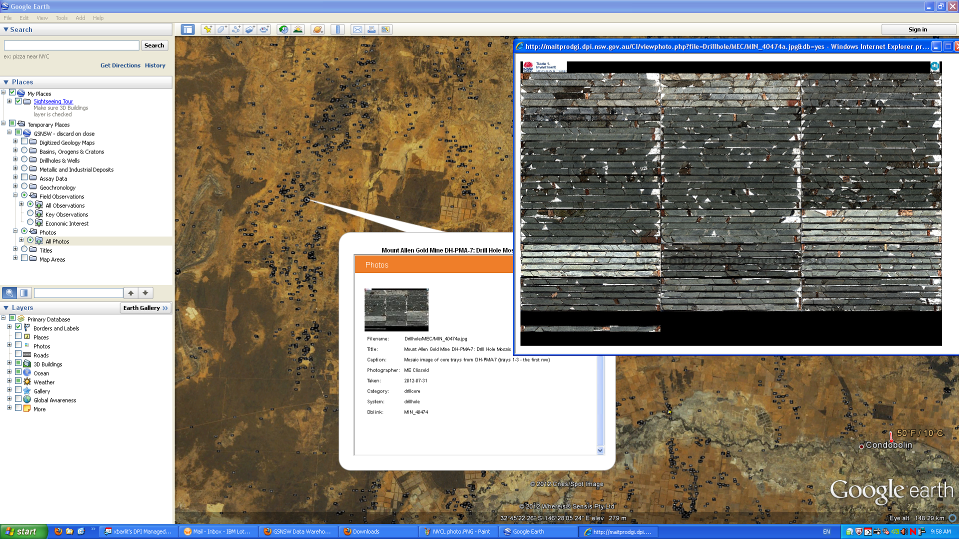 Google Earth
File Edit View Tools Add Help
Search
Search
ex: pizza near NYC
Get Directions History
Places
My Places
Sightseeing Tour
Make sure 3D Buildings
layer is checked
Temporary Places
GSNSW - discard on close
Digitized Geology Maps
Basins, Orogens & Cratons
Drillholes & Wells
Metallic and Industrial Deposits
Assay Data
Geochronology
Field Observations
All Observations
Key Observations
Economic Interest
Photos
All Photos
Titles
Map Areas
Layers
Earth Gallery >>
Primary Database
Borders and Labels
Places
Photos
Roads
3D Buildings
Ocean
Weather
Gallery
Global Awareness
More
Sign in
http://maitprodgi.dpi.nsw.gov.au/CI/viewphoto.php?file=Drillhole/MEC/MIN_40474a.jpg&db=yes - Windows Internet Explorer pr...
Mount Allen Gold Mine DH-PMA-7: Drill Hole Mos
Photos
Filename: Drillhole/MEC/MIN_40474a.jpg
Title: Mount Allen Gold Mine DH-PMA-7: Drill Hole Mosaic
Caption: Mosaic image of core trays from DH-PMA-7 (trays 1-3 - the first row)
Photographer:
Taken: 2012-07-31
Category: drillcore
System: drillhole
Dblink: MIN_40474
50°F / 10°C
Condobolin
Google earth
32°45'22.26"S 146°28'05.24"E elev 279 m
Eye alt 148.29 km
start
xbedit's DPI Managed...
Mail - Inbox - IBM Lot...
GSNSW Data Wareho...
Downloads
NVCL photo.PNG - Paint
Google Earth
http://maitprodgi.dpi...
EN
9:58 AM